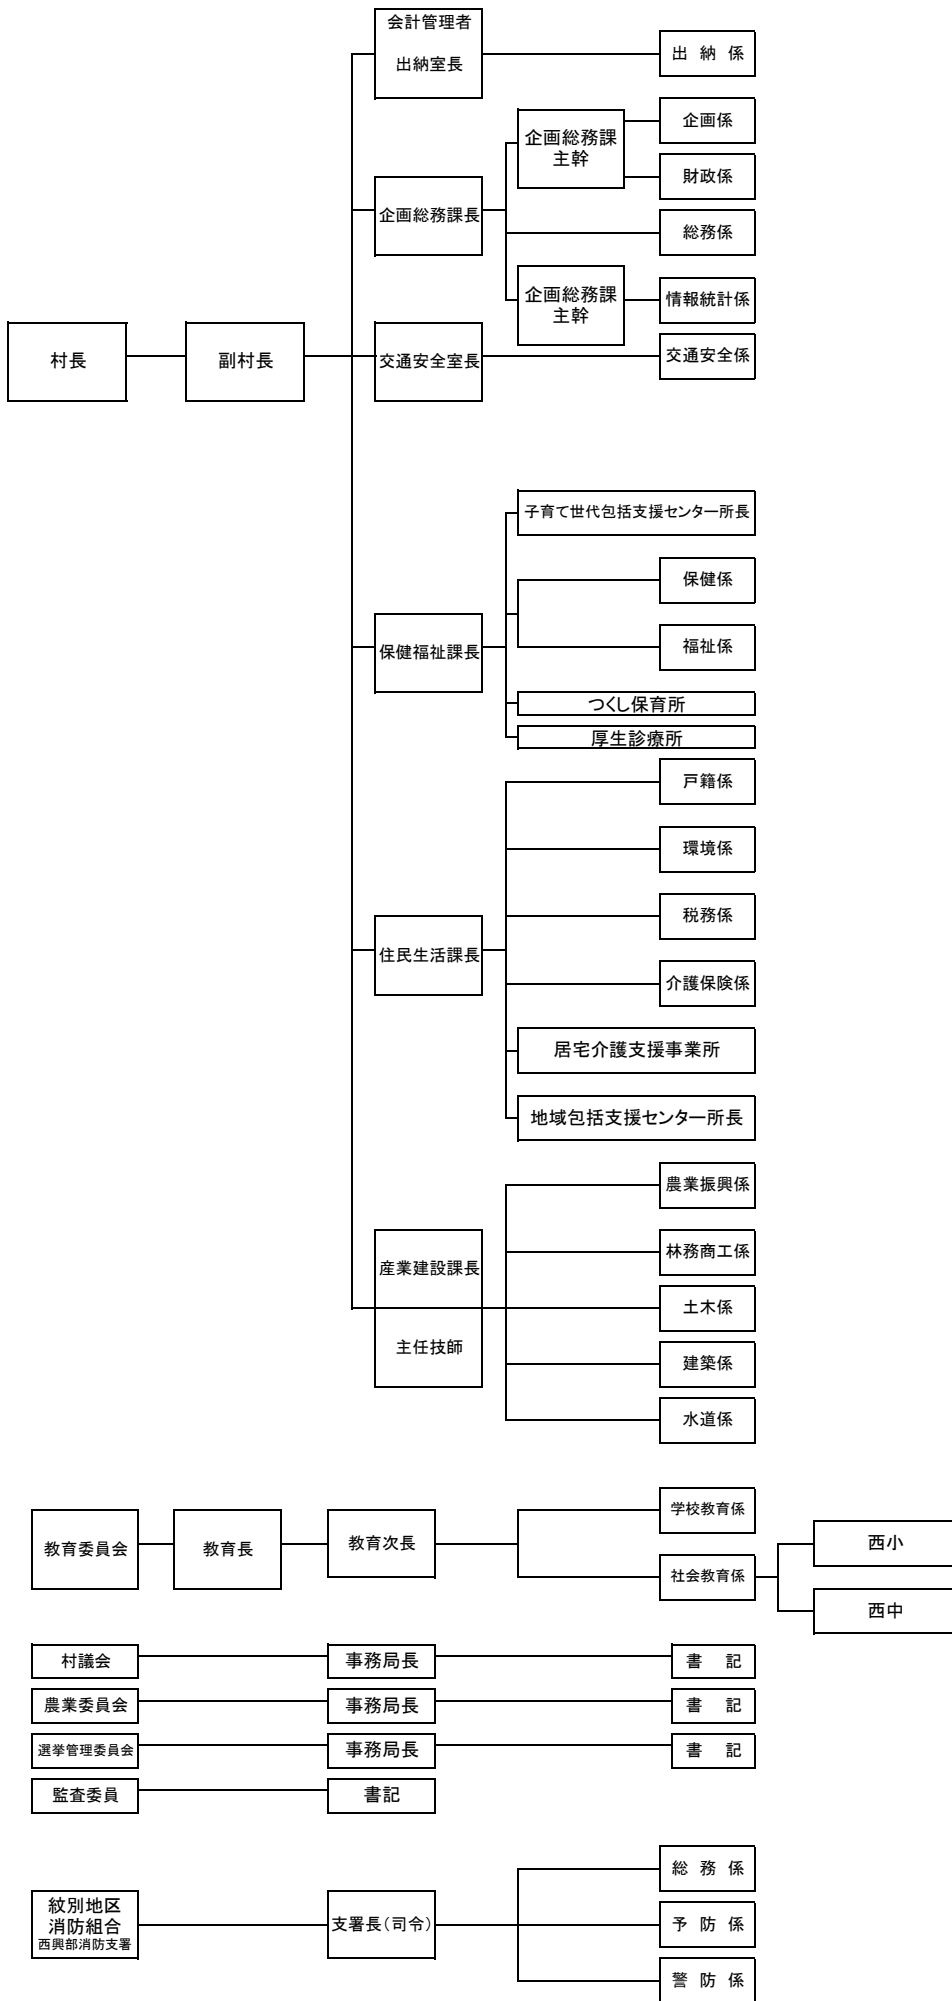 会計管理者
出納室長
出 納 係
企画総務課長
企画総務課
主幹
企画係
財政係
総務係
企画総務課
主幹
情報統計係
村長
副村長
交通安全室長
交通安全係
子育て世代包括支援センター所長
保健係
保健福祉課長
福祉係
つくし保育所
厚生診療所
戸籍係
環境係
税務係
住民生活課長
介護保険係
居宅介護支援事業所
地域包括支援センター所長
農業振興係
林務商工係
産業建設課長
主任技師
土木係
建築係
水道係
教育委員会
教育長
教育次長
学校教育係
社会教育係
西小
西中
村議会 事務局長 書 記
農業委員会 事務局長 書 記
選挙管理委員会 事務局長 書 記
監査委員 書記
紋別地区
消防組合
西興部消防支署
支署長(司令)
総 務 係
予 防 係
警 防 係